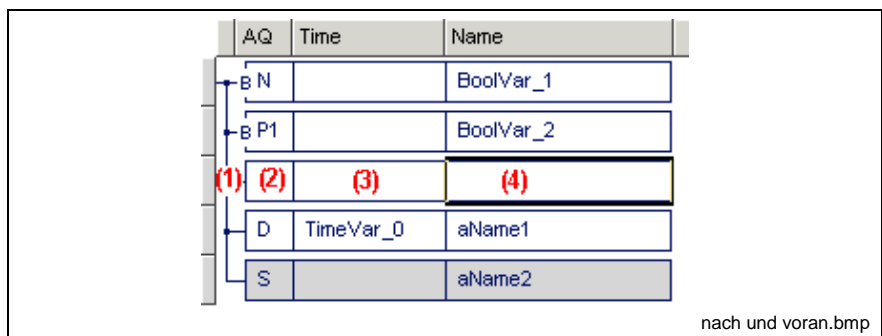 AQ Time Name
B N BoolVar_1
B P1 BoolVar_2
(1) (2) (3) (4)
D TimeVar_0 aName1
S aName2
nach und voran.bmp